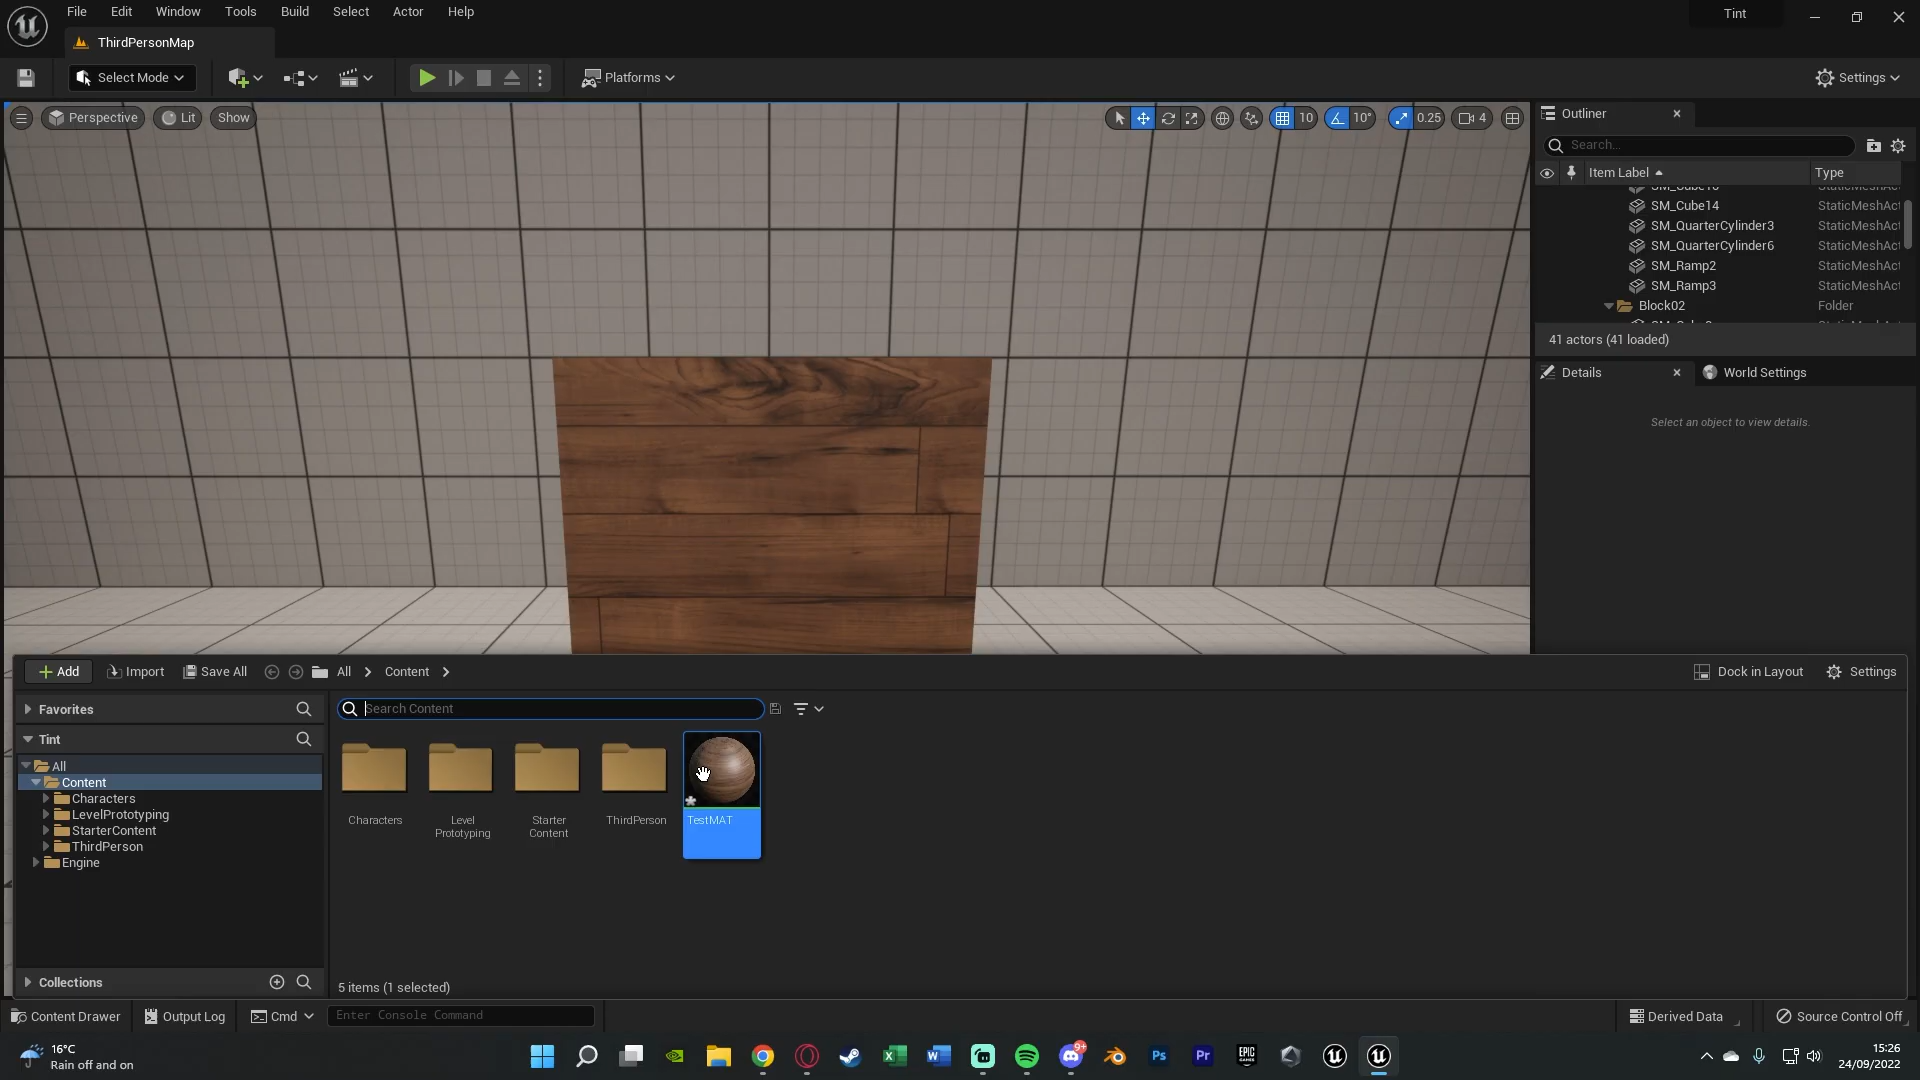 File Edit Window Tools Build Select Actor Help
Tint
ThirdPersonMap
Select Mode
Platforms
Settings
Perspective
Lit
Show
10
10°
0.25
4
Outliner
Search...
Item Label
Type
SM_Cube14
StaticMeshAct
SM_QuarterCylinder3
StaticMeshAct
SM_QuarterCylinder6
StaticMeshAct
SM_Ramp2
StaticMeshAct
SM_Ramp3
StaticMeshAct
Block02
Folder
41 actors (41 loaded)
Details
World Settings
Select an object to view details.
Add
Import
Save All
All
Content
Dock in Layout
Settings
Favorites
Search Content
Tint
All
Content
Characters
LevelPrototyping
StarterContent
ThirdPerson
Engine
Characters
Level
Prototyping
Starter
Content
ThirdPerson
TestMAT
Collections
5 items (1 selected)
Content Drawer
Output Log
Cmd
Enter Console Command
Derived Data
Source Control Off
16°C
Rain off and on
9+
Ps
Pr
EPIC
GAMES
15:26
24/09/2022